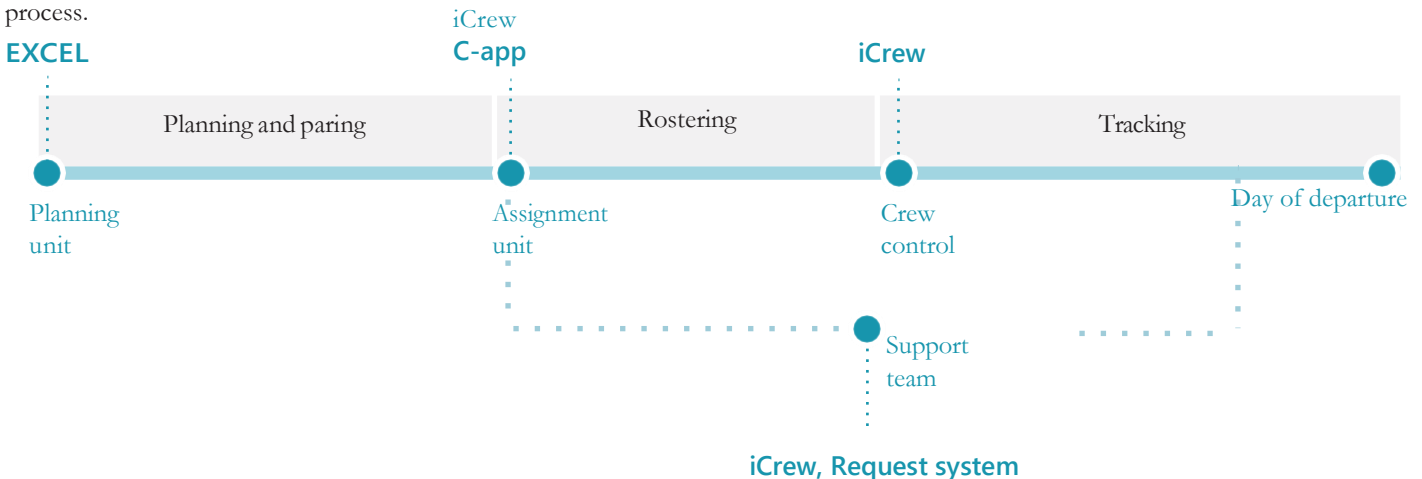 process.
iCrew
EXCEL
C-app
iCrew
Planning and paring
Rostering
Tracking
Planning
unit
Assignment
unit
Crew
control
Day of departure
Support
team
iCrew, Request system